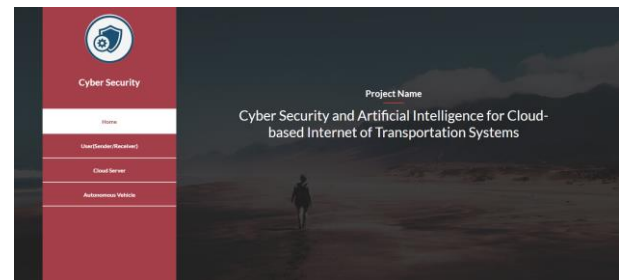 Cyber Security
Home
User(Sender/Receiver)
Cloud Server
Autonomous Vehicle
Project Name
Cyber Security and Artificial Intelligence for Cloud-
based Internet of Transportation Systems